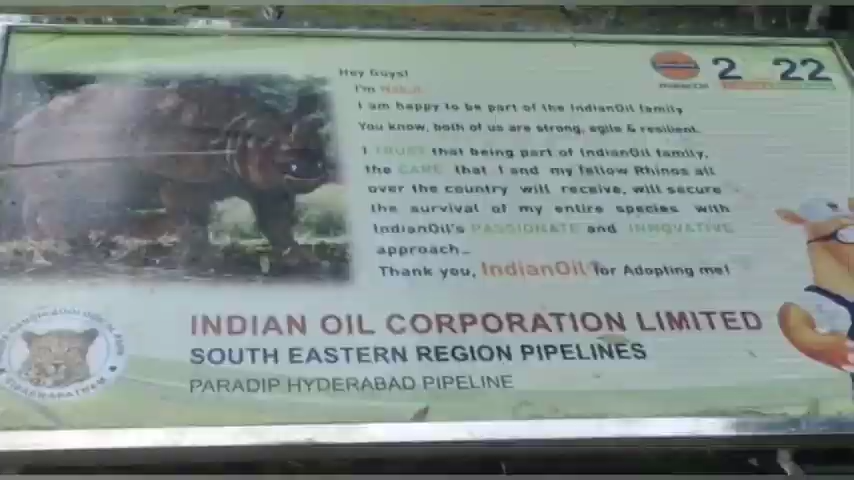 Hey Guys!
I'm
I am happy to be part of the IndianOil family,
You know, both of us are strong, agile & resilient.
I TRUST that being part of IndianOil family,
the CARE that I and my fellow Rhinos all
over the country will receive, will secure
the survival of my entire species with
IndianOil's PASSIONATE and INNOVATIVE
approach...
Thank you, IndianOil for Adopting me!
2 22
INDIAN OIL CORPORATION LIMITED
SOUTH EASTERN REGION PIPELINES
PARADIP HYDERABAD PIPELINE